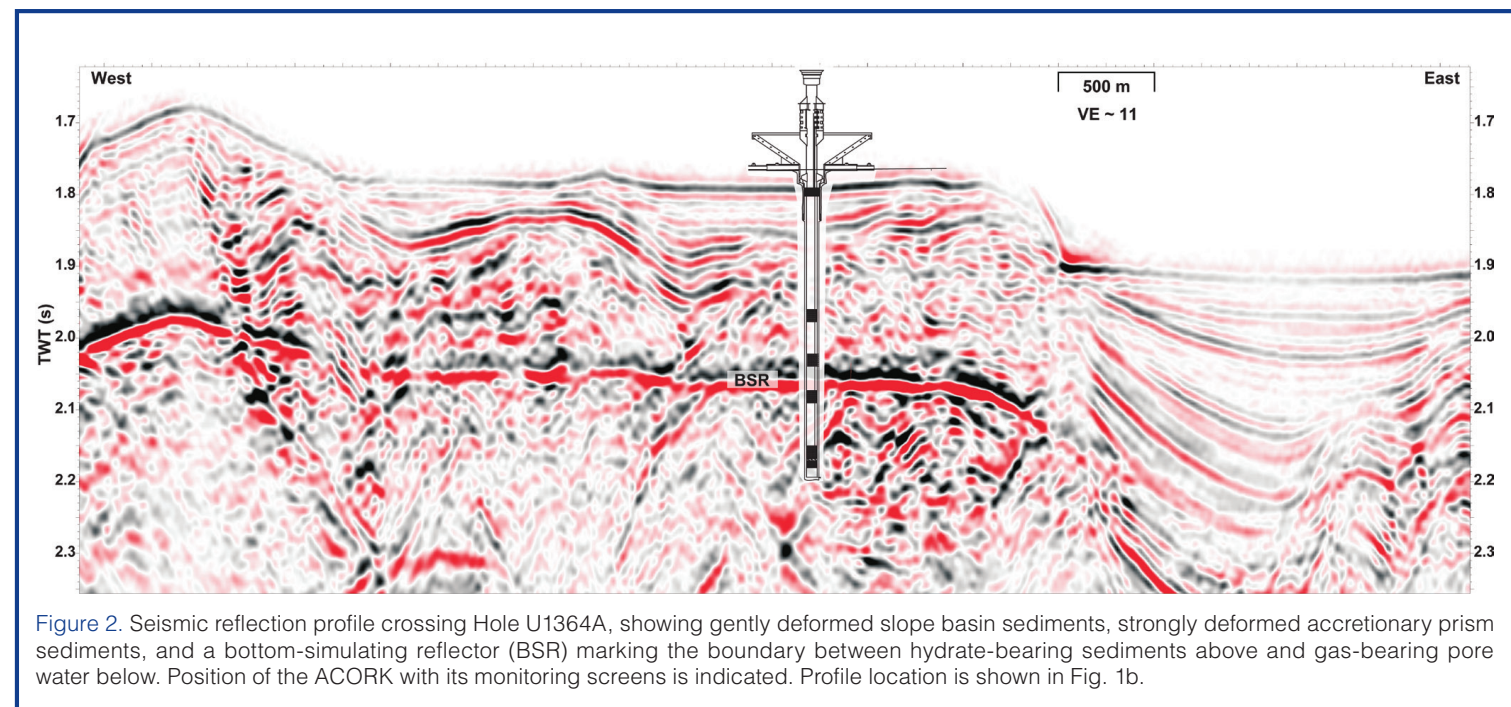 West
East
500 m
VE ~ 11
1.7
1.7
1.8
1.8
1.9
1.9
TWT (s)
2.0
2.0
BSR
2.1
2.1
2.2
2.2
2.3
2.3
Figure 2. Seismic reflection profile crossing Hole U1364A, showing gently deformed slope basin sediments, strongly deformed accretionary prism
sediments, and a bottom-simulating reflector (BSR) marking the boundary between hydrate-bearing sediments above and gas-bearing pore
water below. Position of the ACORK with its monitoring screens is indicated. Profile location is shown in Fig. 1b.